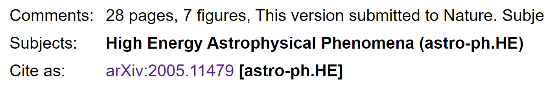 Comments: 28 pages, 7 figures, This version submitted to Nature. Subje
Subjects: High Energy Astrophysical Phenomena (astro-ph.HE)
Cite as: arXiv:2005.11479 [astro-ph.HE]